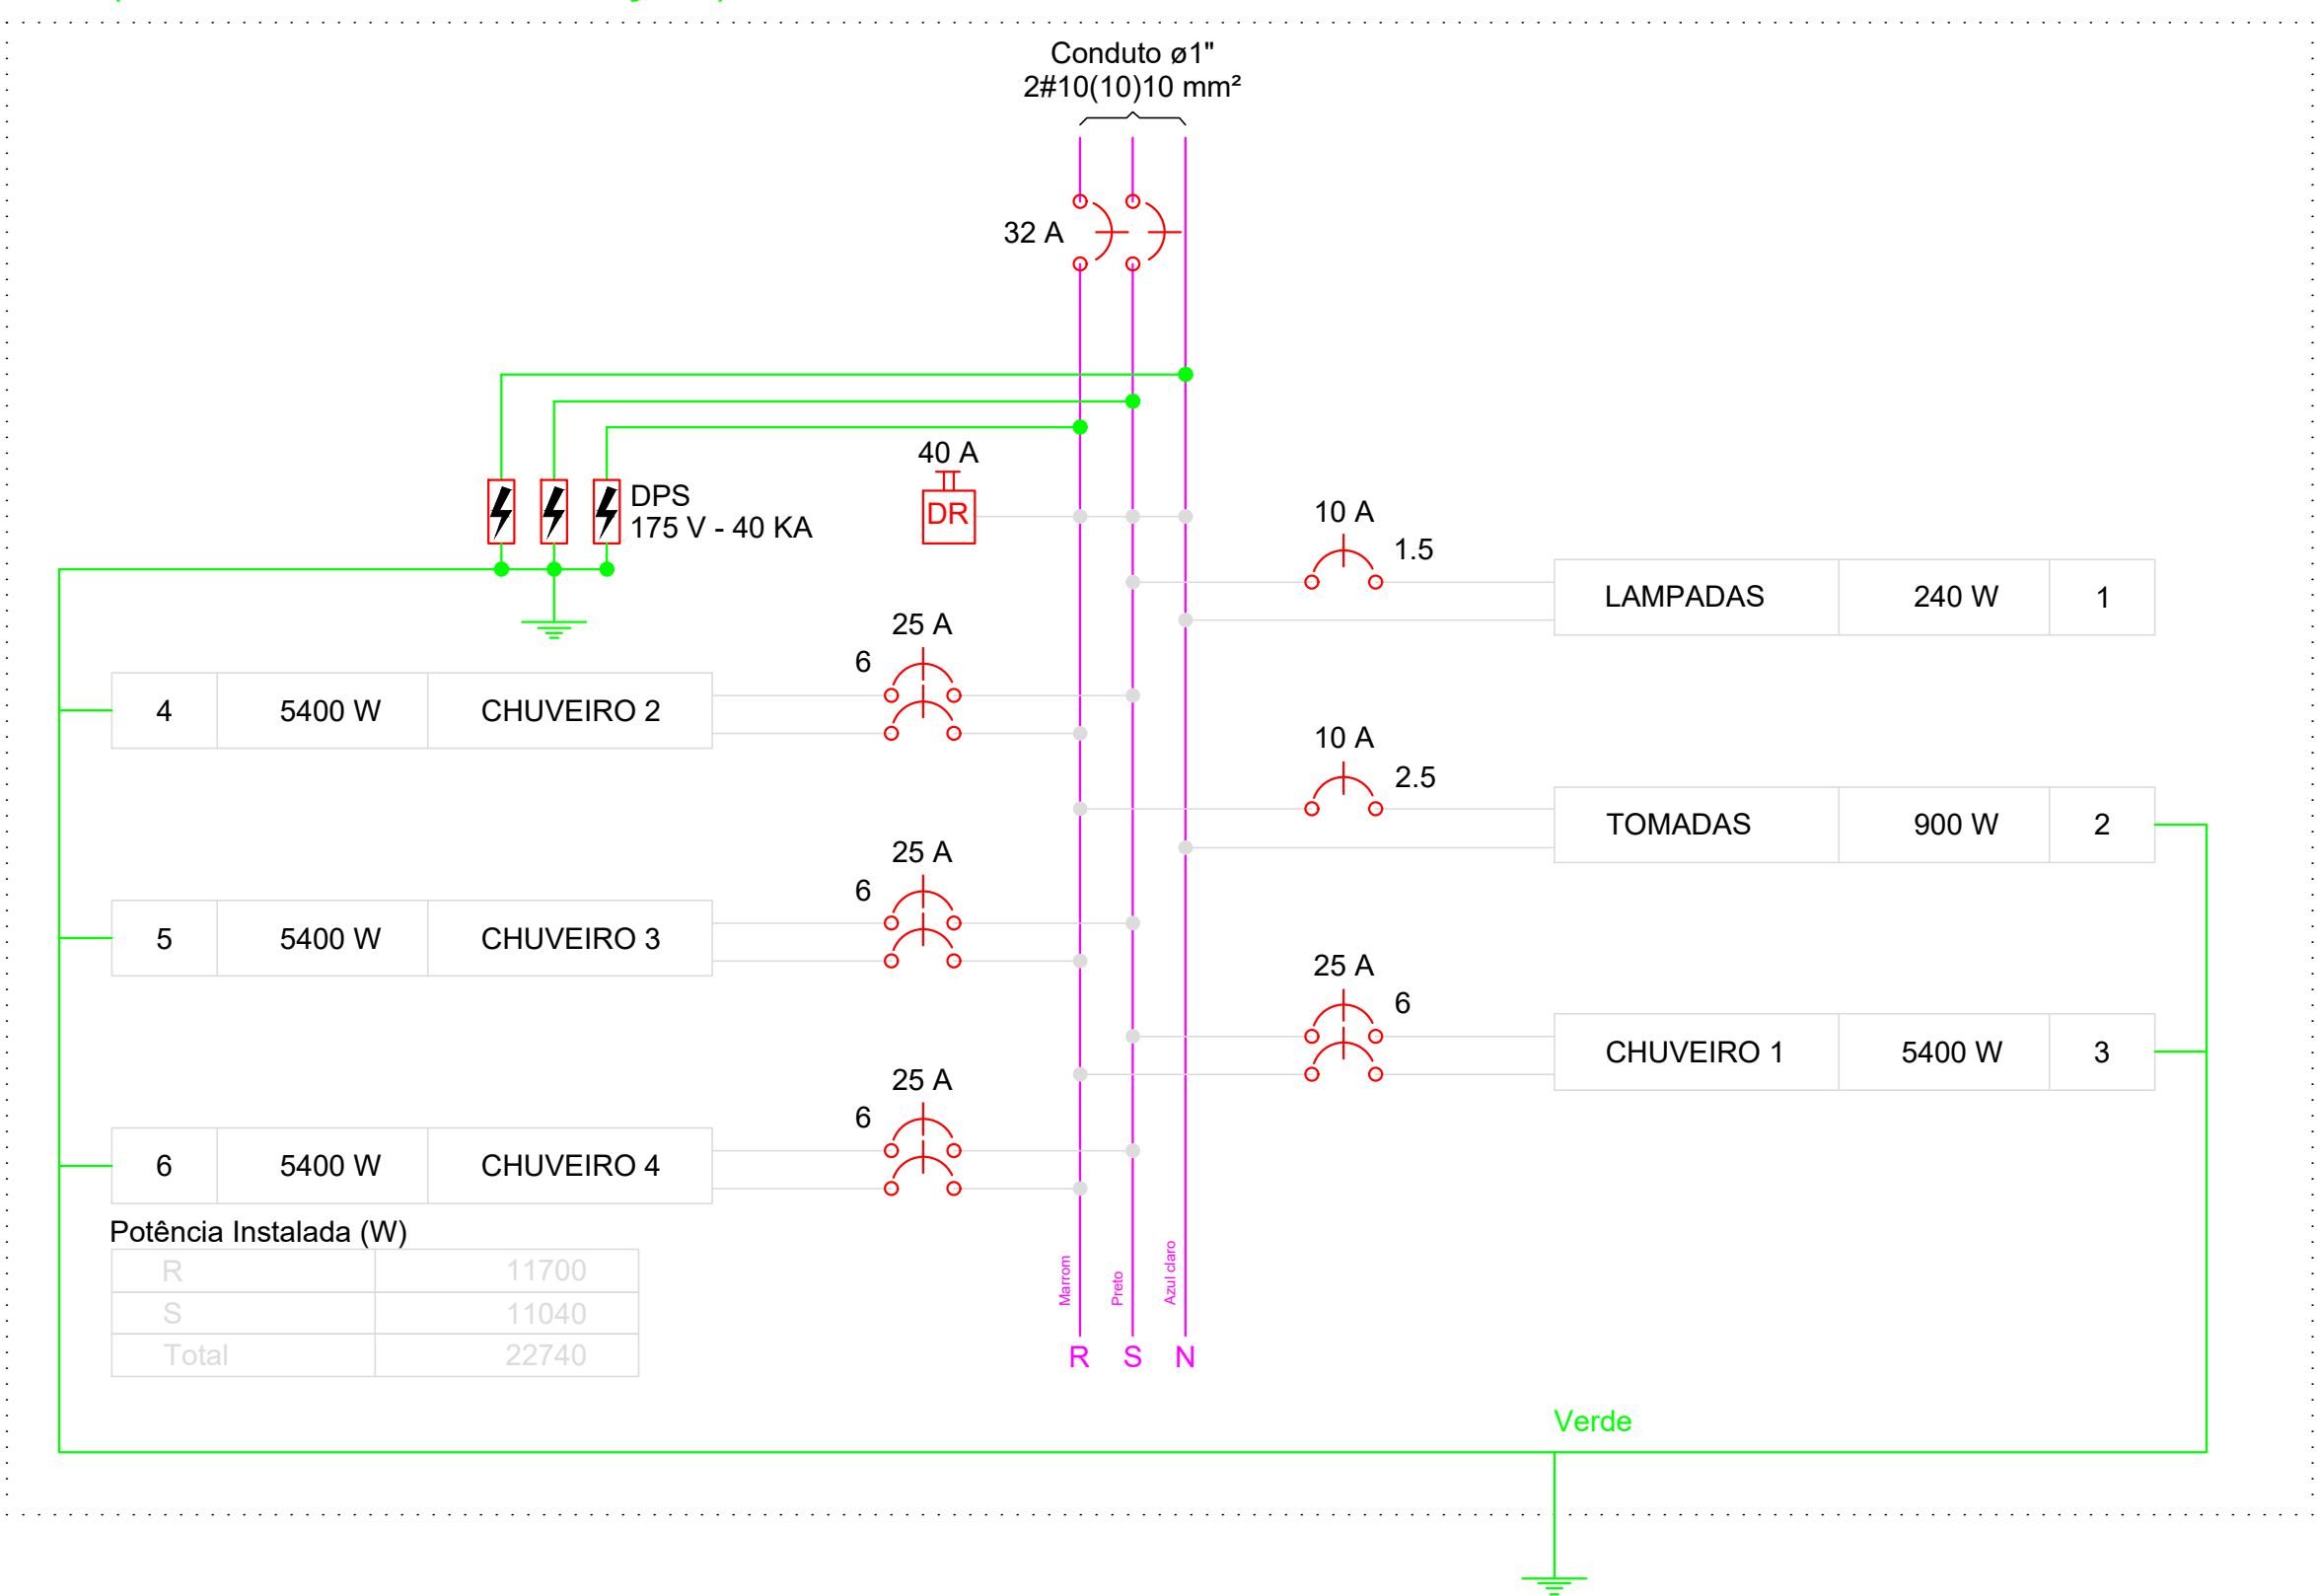 Conduto ø1"
2#10(10)10 mm²
32 A
40 A
DR
DPS
175 V - 40 KA
10 A
1.5
LAMPADAS 240 W 1
25 A
6
4 5400 W CHUVEIRO 2
10 A
2.5
TOMADAS 900 W 2
25 A
6
5 5400 W CHUVEIRO 3
25 A
6
CHUVEIRO 1 5400 W 3
25 A
6
6 5400 W CHUVEIRO 4
Potência Instalada (W)
R 11700
S 11040
Total 22740
Marrom
Preto
Azul claro
R S N
Verde